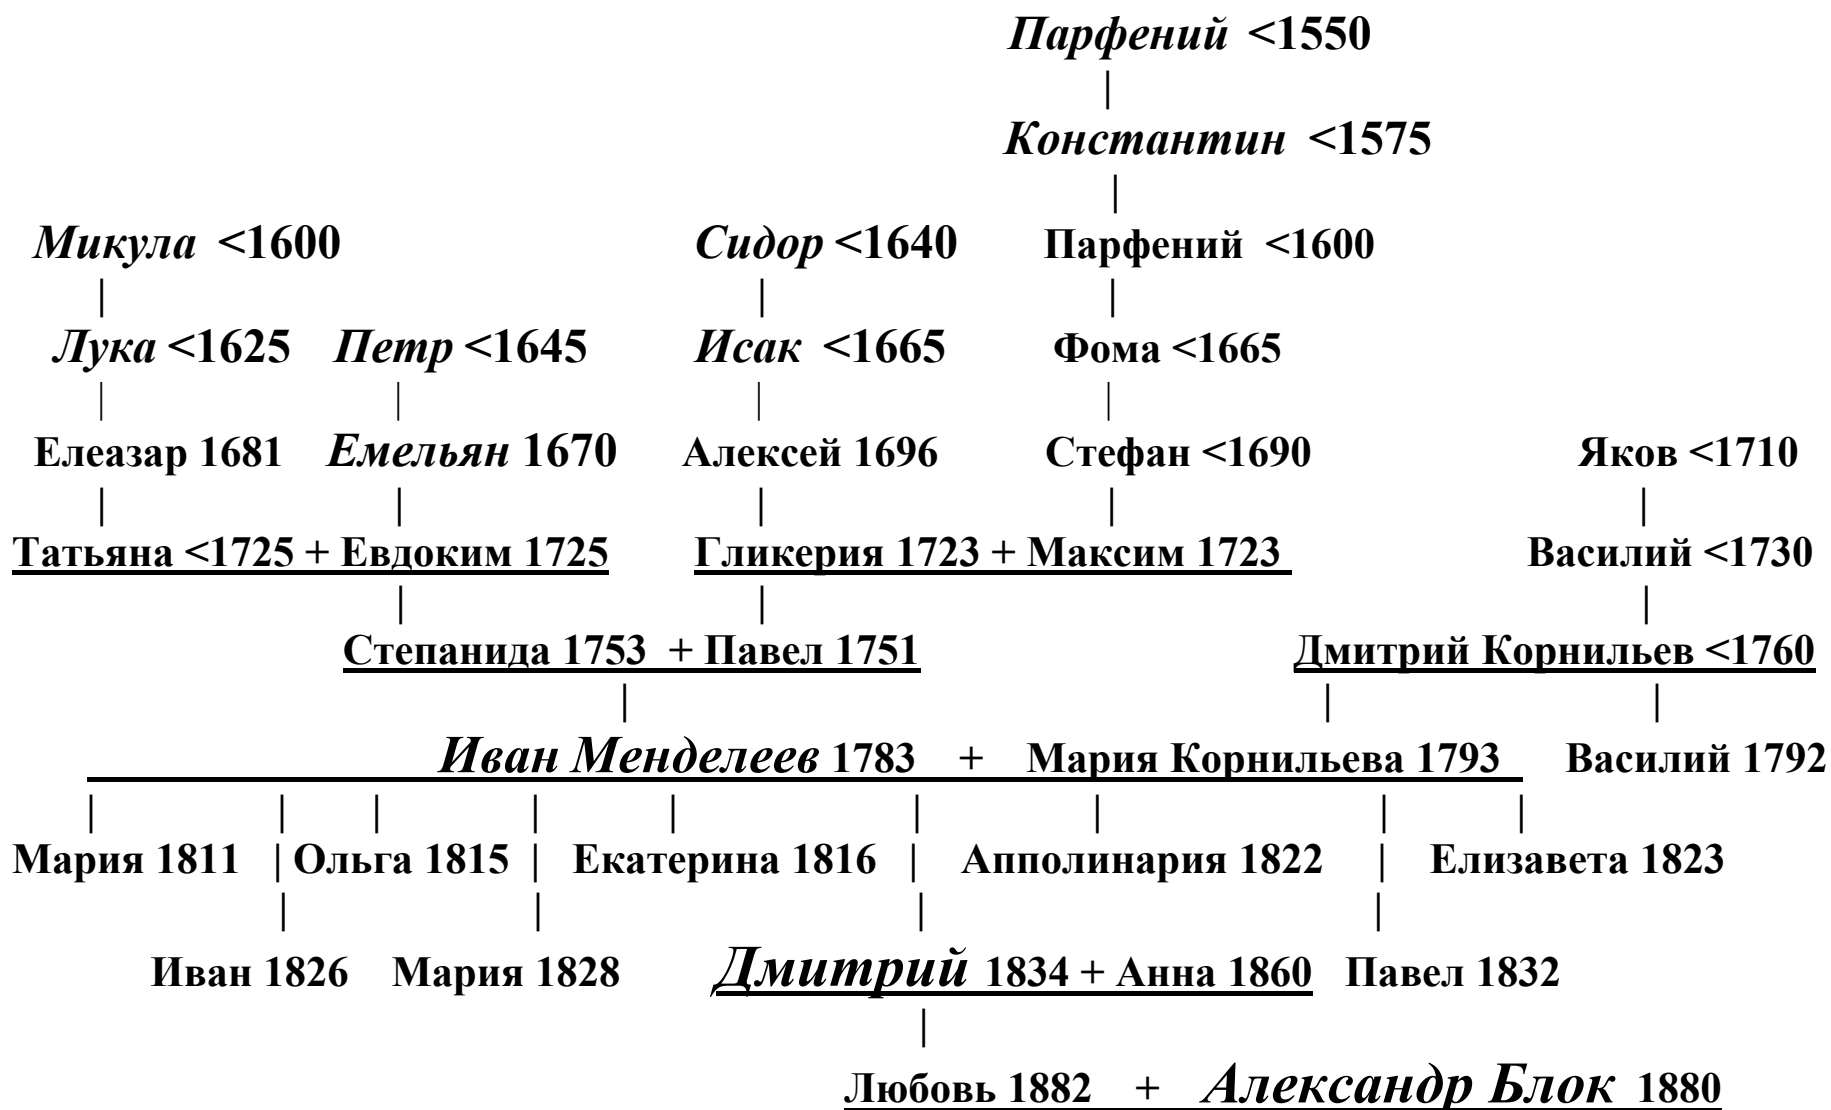 Парфений <1550
|
Константин <1575
|
Микула <1600 Сидор <1640 Парфений <1600
| | |
Лука <1625 Петр <1645 Исак <1665 Фома <1665
| | | |
Елеазар 1681 Емельян 1670 Алексей 1696 Стефан <1690 Яков <1710
| | | | |
Татьяна <1725 + Евдоким 1725 Гликерия 1723 + Максим 1723 Василий <1730
| | |
Степанида 1753 + Павел 1751 Дмитрий Корнильев <1760
| | |
Иван Менделеев 1783 + Мария Корнильева 1793 Василий 1792
| | | | | | | | |
Мария 1811 | Ольга 1815 | Екатерина 1816 | Апполинария 1822 | Елизавета 1823
| | | |
Иван 1826 Мария 1828 Дмитрий 1834 + Анна 1860 Павел 1832
|
Любовь 1882 + Александр Блок 1880